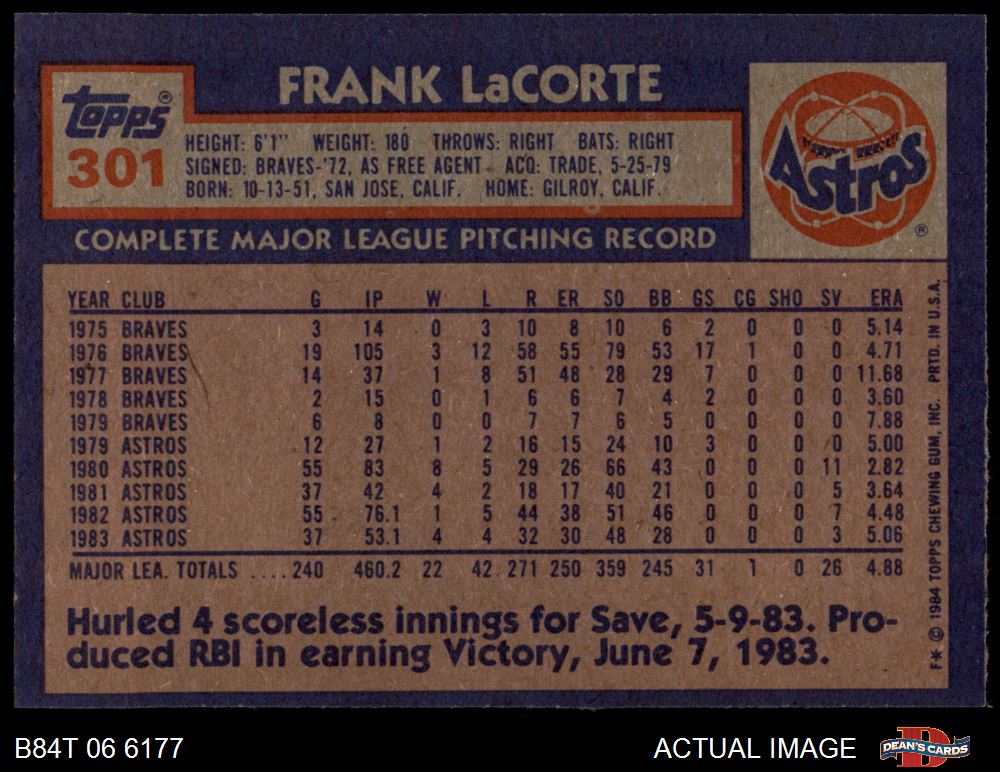 FRANK LaCORTE
Topps®
301
HEIGHT: 6'1" WEIGHT: 180 THROWS: RIGHT BATS: RIGHT
SIGNED: BRAVES-'72, AS FREE AGENT - ACQ: TRADE, 5-25-79
BORN: 10-13-51, SAN JOSE, CALIF. HOME: GILROY, CALIF.
Astros
®
COMPLETE MAJOR LEAGUE PITCHING RECORD
YEAR CLUB G IP W L R ER SO BB GS CG SHO SV ERA
1975 BRAVES 3 14 0 3 10 8 10 6 2 0 0 0 5.14
1976 BRAVES 19 105 3 12 58 55 79 53 17 1 0 0 4.71
1977 BRAVES 14 37 1 8 51 48 28 29 7 0 0 0 11.68
1978 BRAVES 2 15 0 1 6 6 7 4 2 0 0 0 3.60
1979 BRAVES 6 8 0 0 7 7 6 5 0 0 0 0 7.88
1979 ASTROS 12 27 1 2 16 15 24 10 3 0 0 0 5.00
1980 ASTROS 55 83 8 5 29 26 66 43 0 0 0 11 2.82
1981 ASTROS 37 42 4 2 18 17 40 21 0 0 0 5 3.64
1982 ASTROS 55 76.1 1 5 44 38 51 46 0 0 0 7 4.48
1983 ASTROS 37 53.1 4 4 32 30 48 28 0 0 0 3 5.06
MAJOR LEA. TOTALS .... 240 460.2 22 42 271 250 359 245 31 1 0 26 4.88
Hurled 4 scoreless innings for Save, 5-9-83. Pro-
duced RBI in earning Victory, June 7, 1983.
F* © 1984 TOPPS CHEWING GUM, INC. PRTD. IN U.S.A.
B84T 06 6177
ACTUAL IMAGE
DEAN'S CARDS